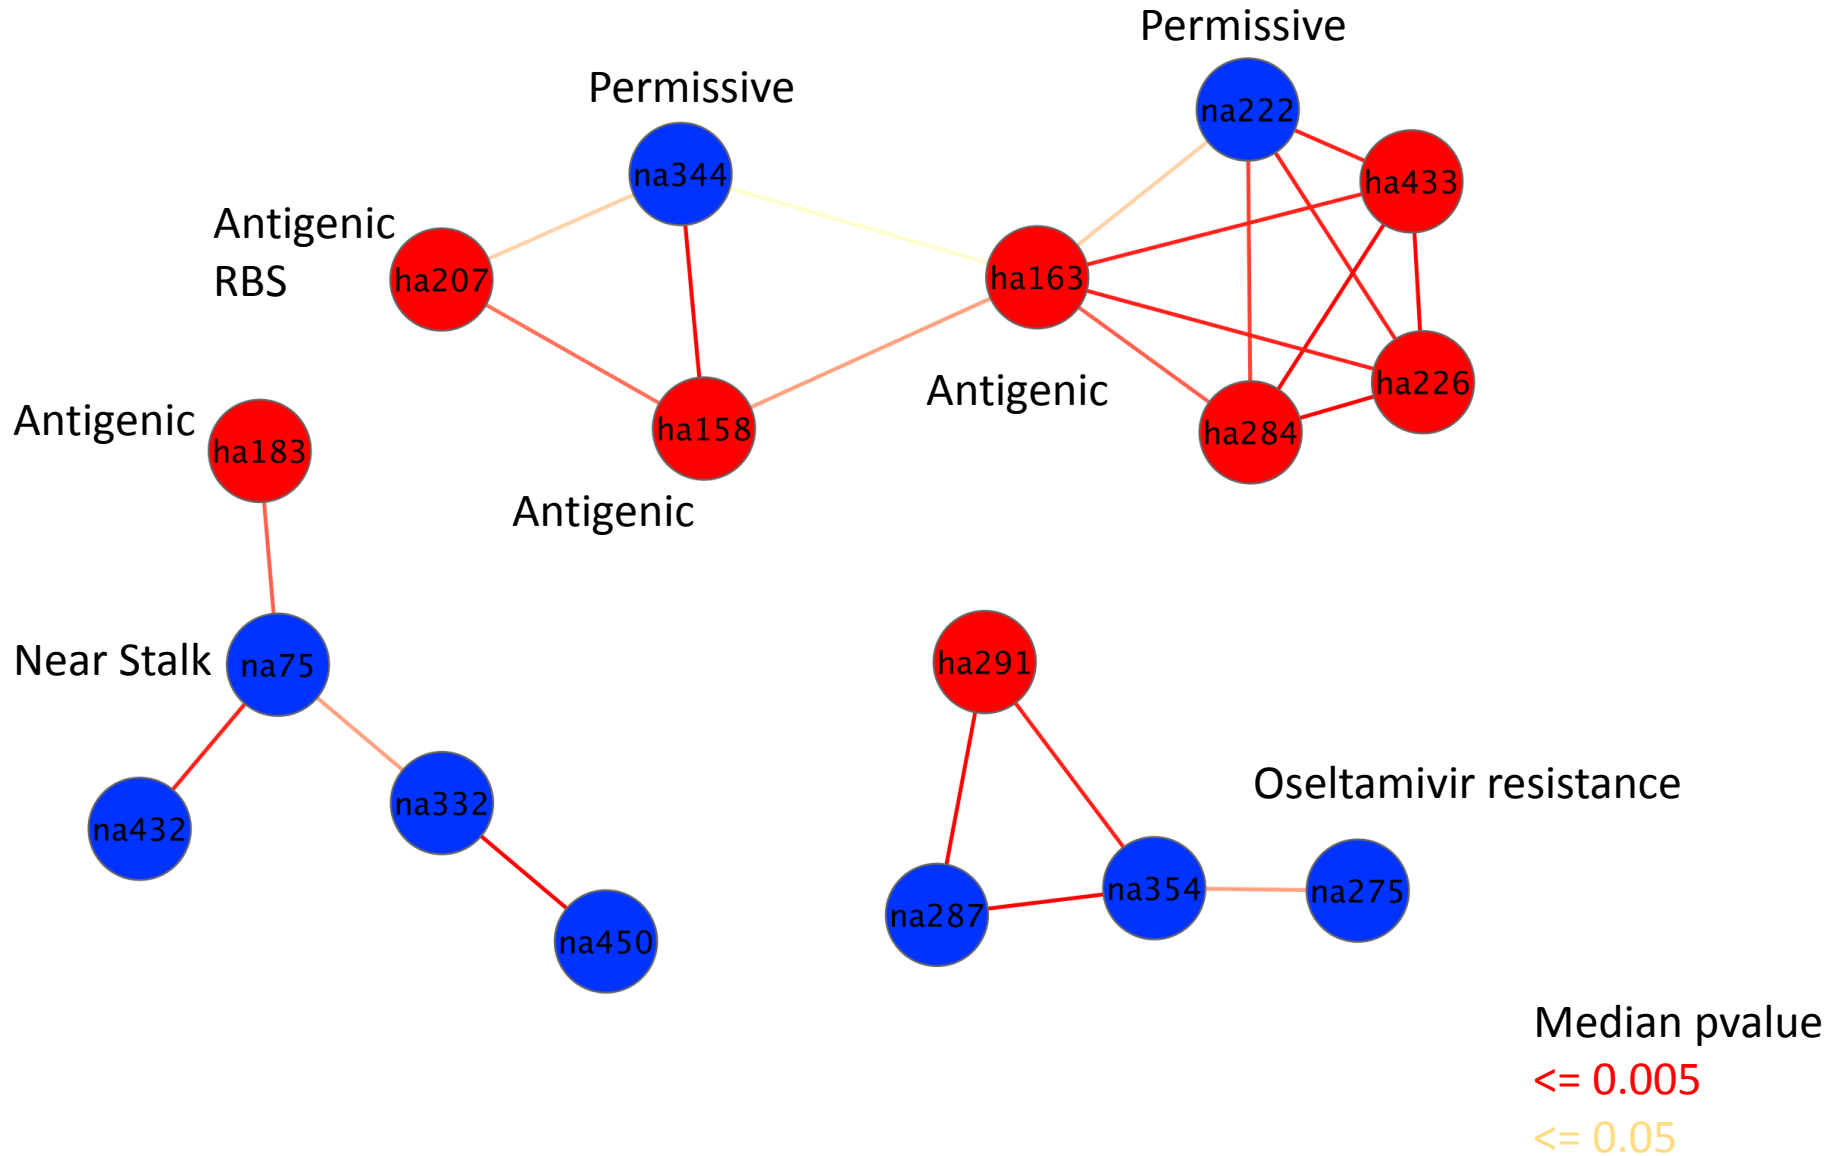 Permissive
Permissive
na222
na344
ha433
Antigenic
RBS
ha207
ha163
ha226
Antigenic
Antigenic
ha183
ha158
ha284
Antigenic
Near Stalk
na75
ha291
Oseltamivir resistance
na432
na332
na354
na275
na287
na450
Median pvalue
<= 0.005
<= 0.05